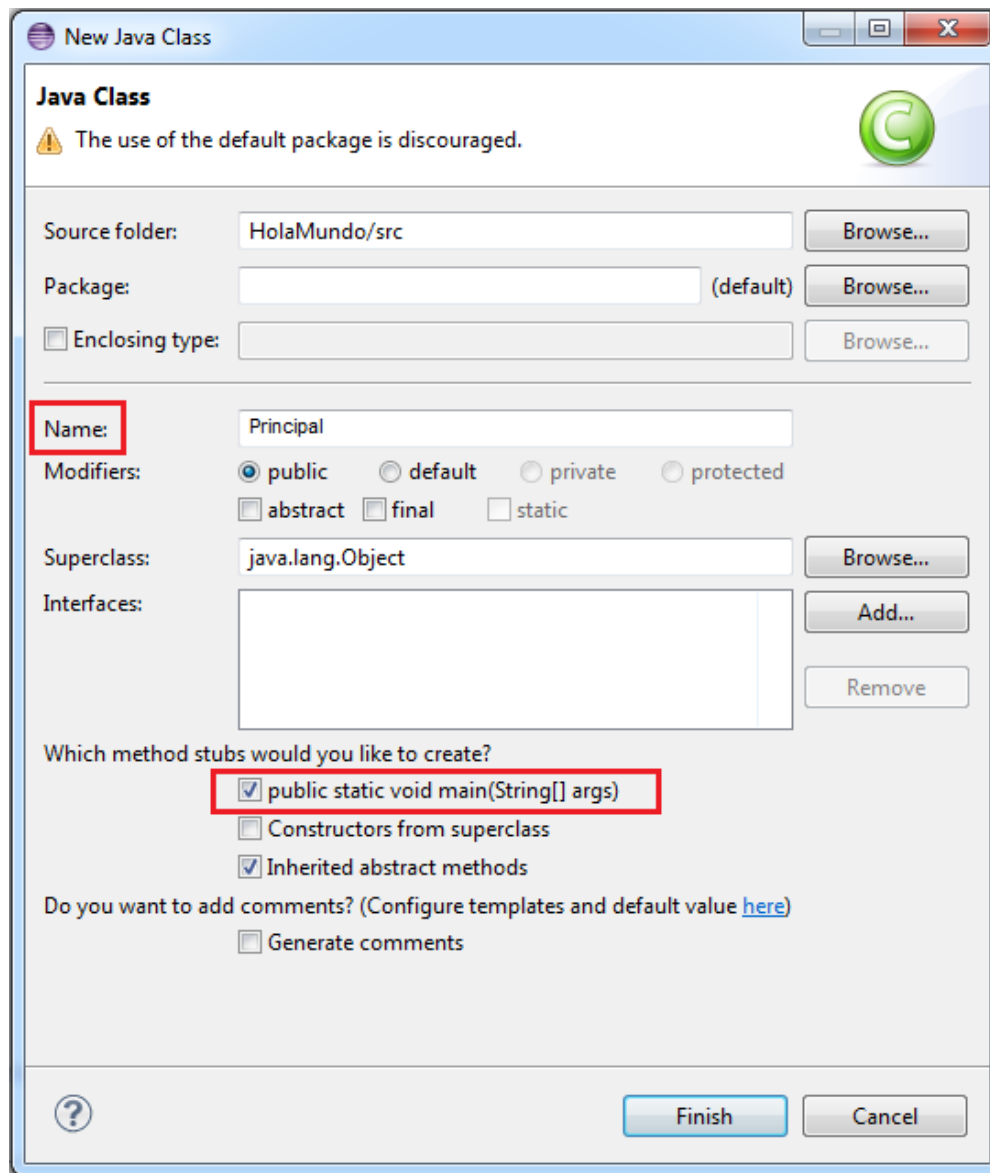 New Java Class
Java Class
The use of the default package is discouraged.
Source folder: HolaMundo/src Browse...
Package: (default) Browse...
Enclosing type: Browse...
Name: Principal
Modifiers: public default private protected
abstract final static
Superclass: java.lang.Object Browse...
Interfaces: Add...
Remove
Which method stubs would you like to create?
public static void main(String[] args)
Constructors from superclass
Inherited abstract methods
Do you want to add comments? (Configure templates and default value here)
Generate comments
? Finish Cancel